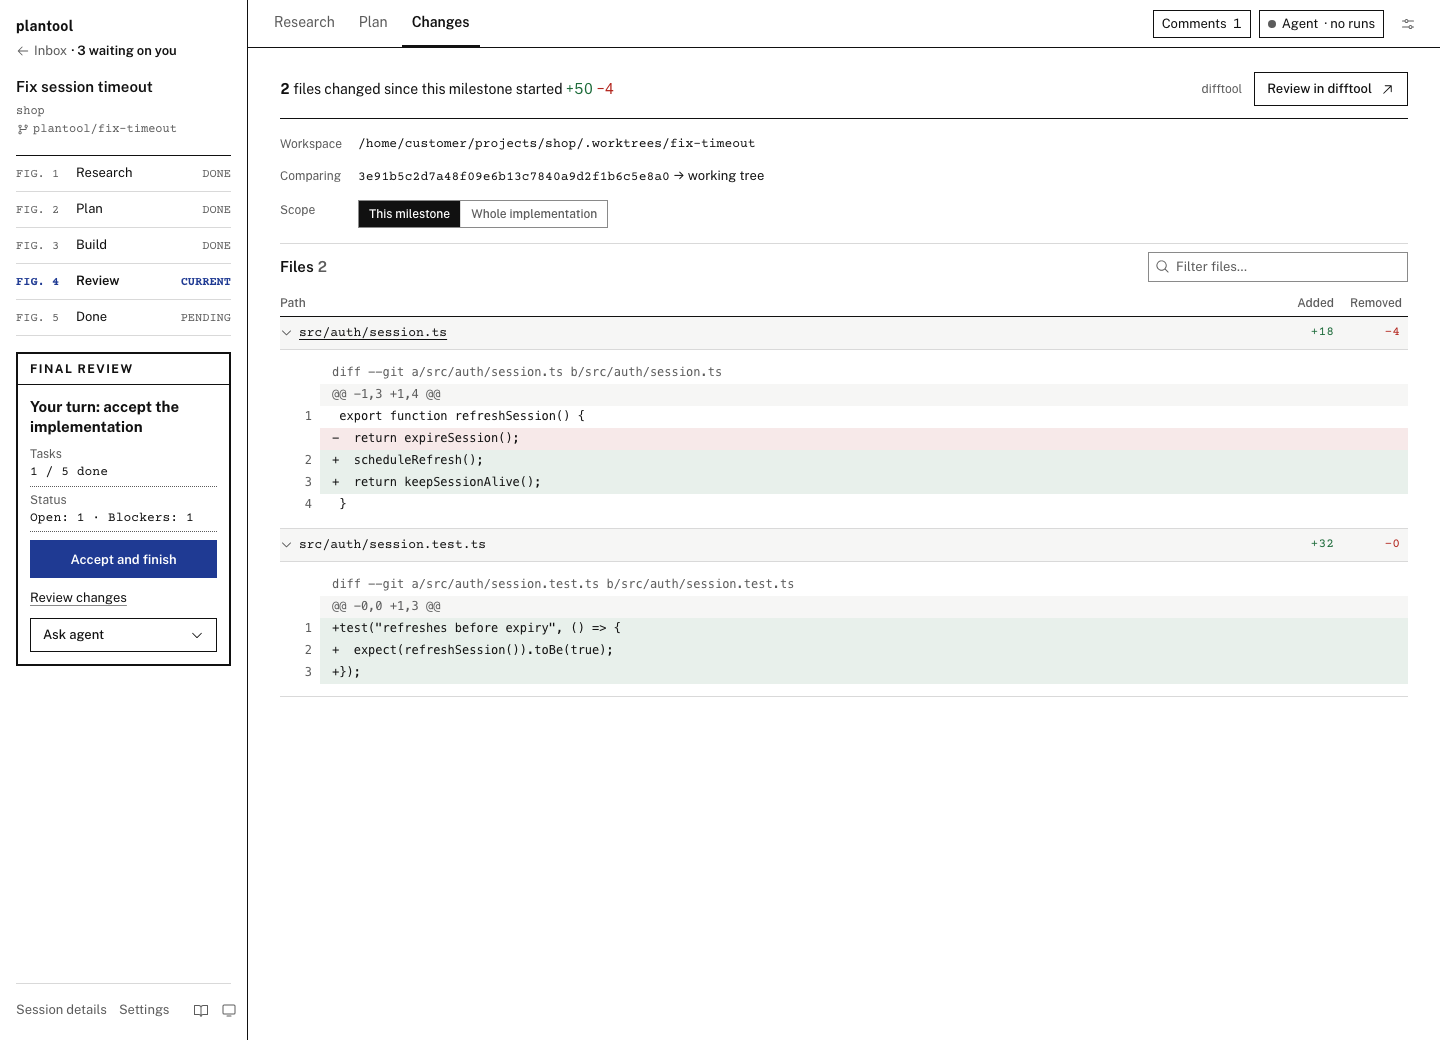 plantool
← Inbox · 3 waiting on you
Fix session timeout
shop
plantool/fix-timeout
FIG. 1 Research DONE
FIG. 2 Plan DONE
FIG. 3 Build DONE
FIG. 4 Review CURRENT
FIG. 5 Done PENDING
FINAL REVIEW
Your turn: accept the
implementation
Tasks
1 / 5 done
Status
Open: 1 · Blockers: 1
Accept and finish
Review changes
Ask agent
Session details Settings
Research Plan Changes
Comments 1 Agent · no runs
2 files changed since this milestone started +50 −4
difftool Review in difftool
Workspace /home/customer/projects/shop/.worktrees/fix-timeout
Comparing 3e91b5c2d7a48f09e6b13c7840a9d2f1b6c5e8a0 → working tree
Scope This milestone Whole implementation
Files 2 Filter files...
Path Added Removed
src/auth/session.ts +18 −4
diff --git a/src/auth/session.ts b/src/auth/session.ts
@@ -1,3 +1,4 @@
1 export function refreshSession() {
-  return expireSession();
2 +  scheduleRefresh();
3 +  return keepSessionAlive();
4 }
src/auth/session.test.ts +32 −0
diff --git a/src/auth/session.test.ts b/src/auth/session.test.ts
@@ -0,0 +1,3 @@
1 +test("refreshes before expiry", () => {
2 +  expect(refreshSession()).toBe(true);
3 +});